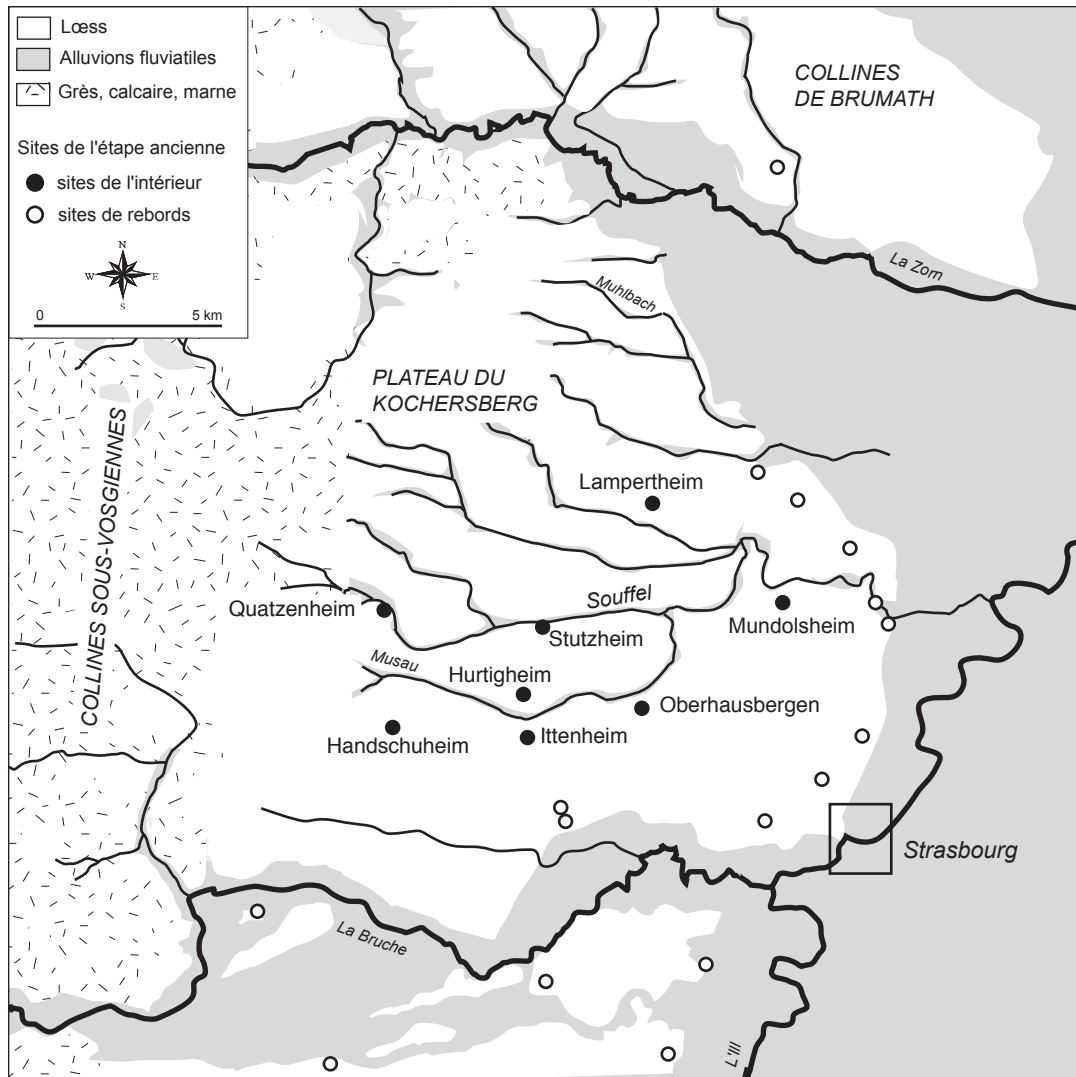 Lœss
Alluvions fluviatiles
Grès, calcaire, marne
Sites de l'étape ancienne
sites de l'intérieur
sites de rebords
N
W
E
S
0
5 km
COLLINES
DE BRUMATH
La Zorn
Muhlbach
PLATEAU DU
KOCHERSBERG
COLLINES SOUS-VOSGIENNES
Lampertheim
Souffel
Quatzenheim
Mundolsheim
Stutzheim
Musau
Hurtigheim
Oberhausbergen
Handschuheim
Ittenheim
Strasbourg
La Bruche
L'Ill